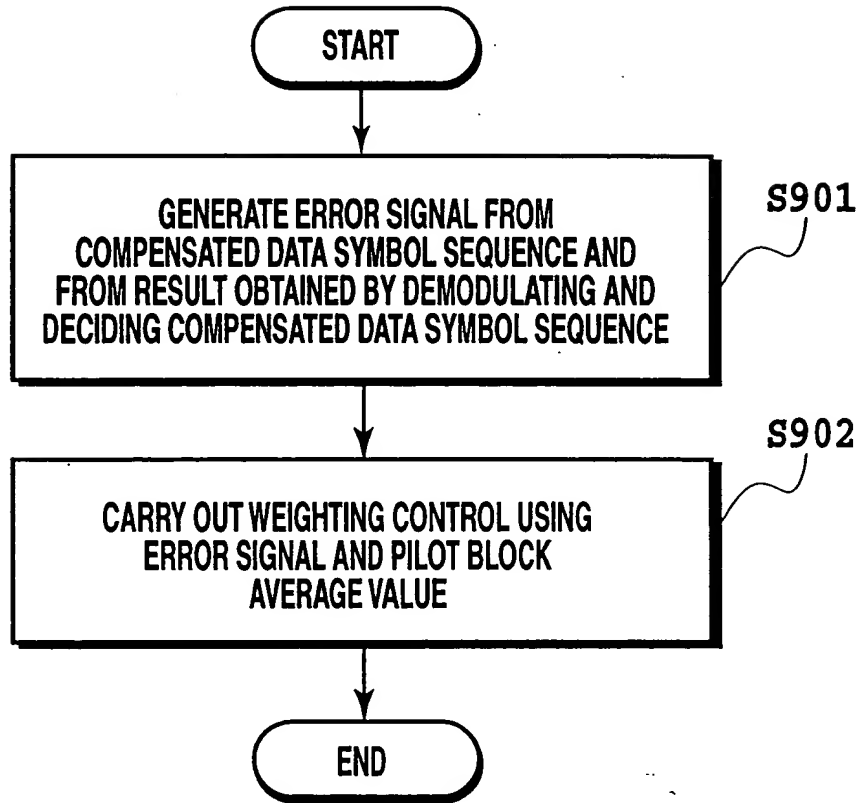 START
GENERATE ERROR SIGNAL FROM
COMPENSATED DATA SYMBOL SEQUENCE AND
FROM RESULT OBTAINED BY DEMODULATING AND
DECIDING COMPENSATED DATA SYMBOL SEQUENCE
S901
CARRY OUT WEIGHTING CONTROL USING
ERROR SIGNAL AND PILOT BLOCK
AVERAGE VALUE
S902
END